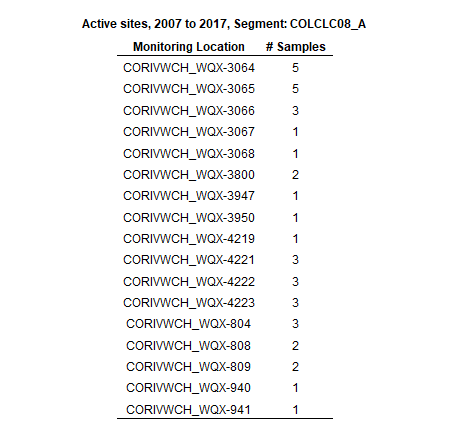 Active sites, 2007 to 2017, Segment: COLCLC08_A
Monitoring Location # Samples
CORIVWCH_WQX-3064 5
CORIVWCH_WQX-3065 5
CORIVWCH_WQX-3066 3
CORIVWCH_WQX-3067 1
CORIVWCH_WQX-3068 1
CORIVWCH_WQX-3800 2
CORIVWCH_WQX-3947 1
CORIVWCH_WQX-3950 1
CORIVWCH_WQX-4219 1
CORIVWCH_WQX-4221 3
CORIVWCH_WQX-4222 3
CORIVWCH_WQX-4223 3
CORIVWCH_WQX-804 3
CORIVWCH_WQX-808 2
CORIVWCH_WQX-809 2
CORIVWCH_WQX-940 1
CORIVWCH_WQX-941 1